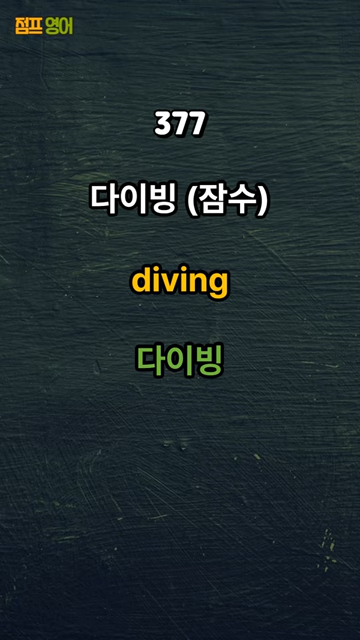 점프 영어
377
다이빙 (잠수)
diving
다이빙